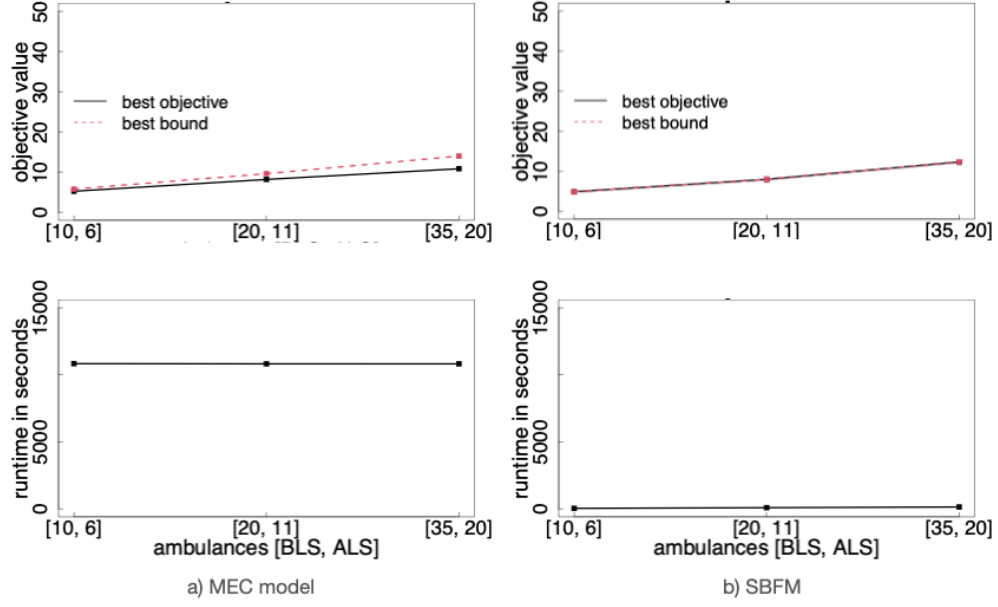 objective value
0 10 20 30 40 50
best objective
best bound
[10, 6] [20, 11] [35, 20]
objective value
0 10 20 30 40 50
best objective
best bound
[10, 6] [20, 11] [35, 20]
runtime in seconds
0 5000 15000
[10, 6] [20, 11] [35, 20]
ambulances [BLS, ALS]
runtime in seconds
0 5000 15000
[10, 6] [20, 11] [35, 20]
ambulances [BLS, ALS]
a) MEC model
b) SBFM